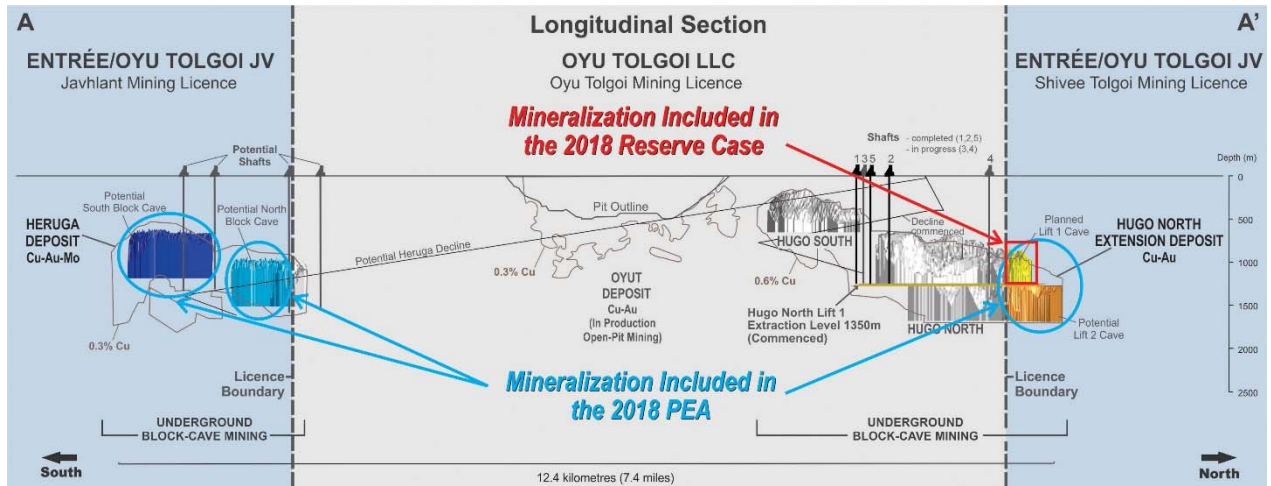 A
Longitudinal Section
A'
ENTRÉE/OYU TOLGOI JV
Javhlant Mining Licence
OYU TOLGOI LLC
Oyu Tolgoi Mining Licence
ENTRÉE/OYU TOLGOI JV
Shivee Tolgoi Mining Licence
Mineralization Included in
the 2018 Reserve Case
Shafts - completed (1,2,5)
- in progress (3,4)
Potential
Shafts
1 3 5 2 4
Depth (m)
0
500
1000
1500
2000
2500
Potential
South Block Cave
Potential North
Block Cave
HERUGA
DEPOSIT
Cu-Au-Mo
0.3% Cu
Potential Heruga Decline
Pit Outline
0.3% Cu
OYUT
DEPOSIT
Cu-Au
(In Production
Open-Pit Mining)
HUGO SOUTH
0.6% Cu
Decline
commenced
Hugo North Lift 1
Extraction Level 1350m
(Commenced)
HUGO NORTH
Planned
Lift 1 Cave
HUGO NORTH
EXTENSION DEPOSIT
Cu-Au
Potential
Lift 2 Cave
Licence
Boundary
Mineralization Included in
the 2018 PEA
Licence
Boundary
UNDERGROUND
BLOCK-CAVE MINING
UNDERGROUND
BLOCK-CAVE MINING
South
12.4 kilometres (7.4 miles)
North